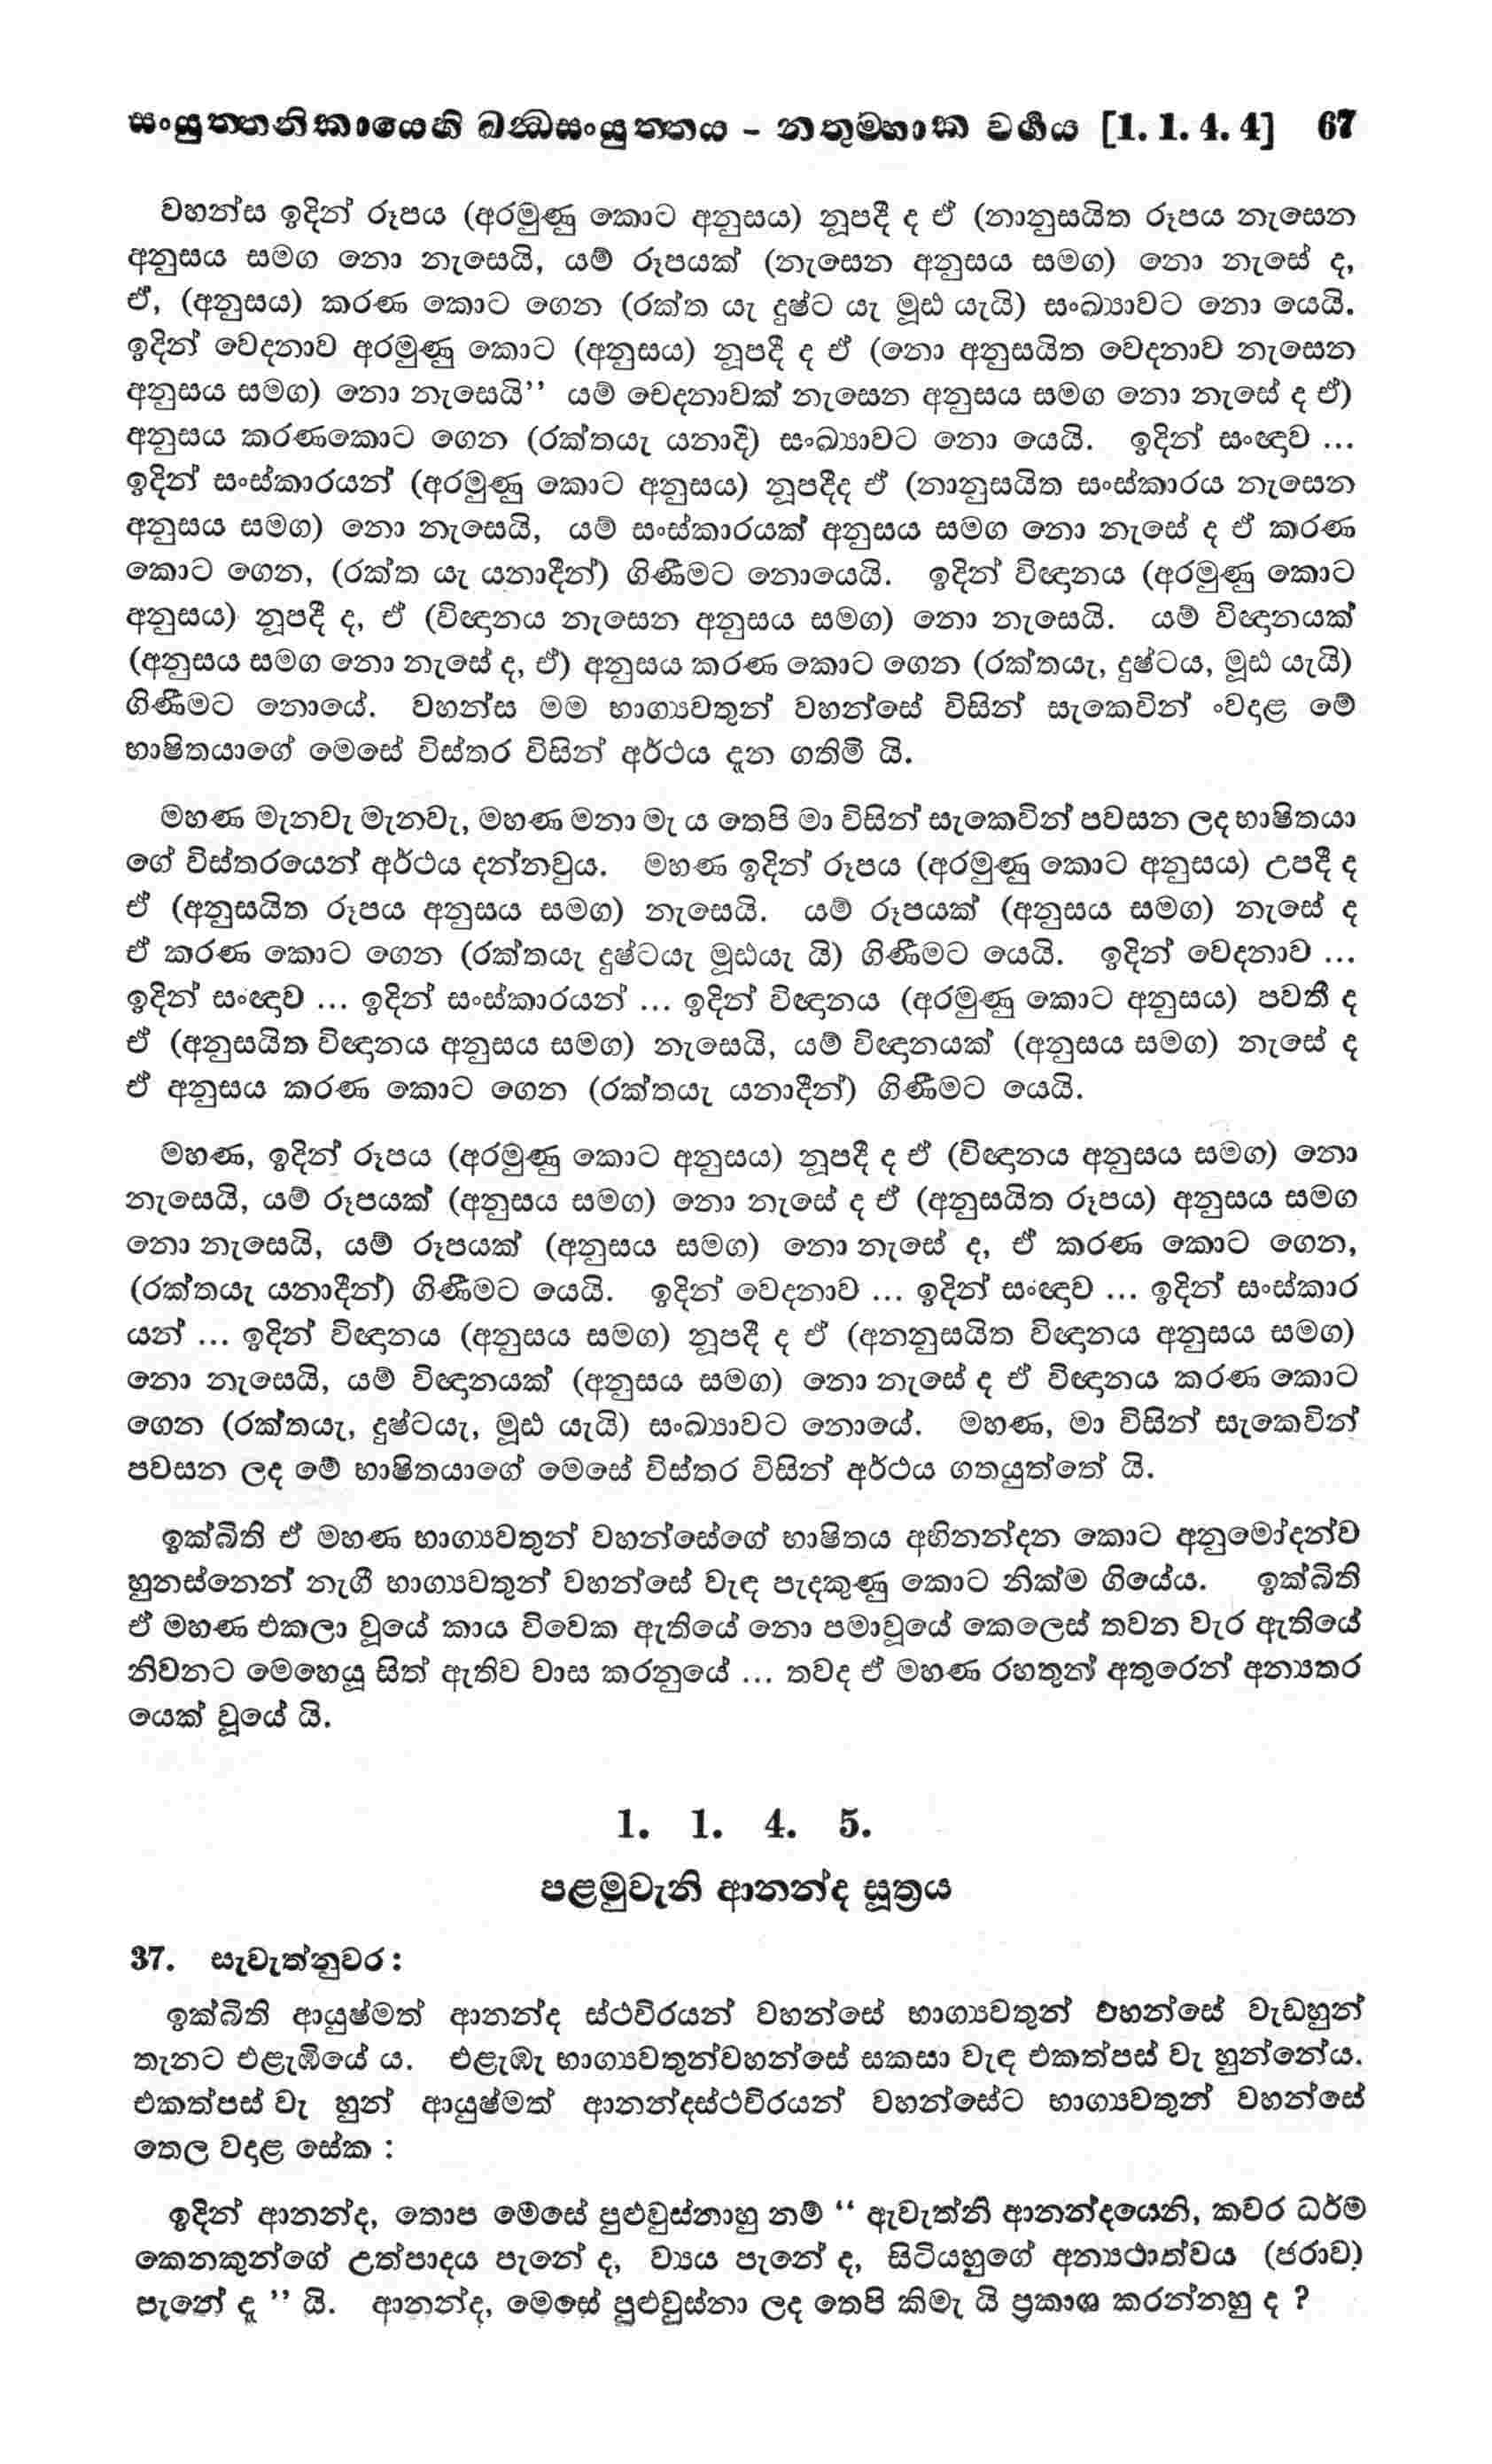 සංයුත්තනිකායෙහි ඛන්ධසංයුත්තය - නතුම්හාක වර්ගය [1. 1. 4. 4] 67
වහන්ස ඉදින් රූපය (අරමුණු කොට අනුසය) නූපදී ද ඒ (නානුසයිත රූපය නැසෙන
අනුසය සමග නො නැසෙයි, යම් රූපයක් (නැසෙන අනුසය සමග) නො නැසේ ද,
ඒ, (අනුසය) කරණ කොට ගෙන (රක්ත යැ දුෂ්ට යැ මූඪ යැයි) සංඛ්‍යාවට නො යෙයි.
ඉදින් වෙදනාව අරමුණු කොට (අනුසය) නූපදී ද ඒ (නො අනුසයිත වෙදනාව නැසෙන
අනුසය සමග) නො නැසෙයි’’ යම් වෙදනාවක් නැසෙන අනුසය සමග නො නැසේ ද ඒ)
අනුසය කරණකොට ගෙන (රක්තයැ යනාදි) සංඛ්‍යාවට නො යෙයි. ඉදින් සංඥාව ...
ඉදින් සංස්කාරයන් (අරමුණු කොට අනුසය) නූපදීද ඒ (නානුසයිත සංස්කාරය නැසෙන
අනුසය සමග) නො නැසෙයි, යම් සංස්කාරයක් අනුසය සමග නො නැසේ ද ඒ කරණ
කොට ගෙන, (රක්ත යැ යනාදීන්) ගිණීමට නොයෙයි. ඉදින් විඥානය (අරමුණු කොට
අනුසය) නූපදී ද, ඒ (විඥානය නැසෙන අනුසය සමග) නො නැසෙයි. යම් විඥානයක්
(අනුසය සමග නො නැසේ ද, ඒ) අනුසය කරණ කොට ගෙන (රක්තයැ, දුෂ්ටය, මූඪ යැයි)
ගිණීමට නොයේ. වහන්ස මම භාග්‍යවතුන් වහන්සේ විසින් සැකෙවින් ංවදාළ මේ
භාෂිතයාගේ මෙසේ විස්තර විසින් අර්ථය දැන ගතිමි යි.
මහණ මැනවැ මැනවැ, මහණ මනා මැ ය තෙපි මා විසින් සැකෙවින් පවසන ලද භාෂිතයා
ගේ විස්තරයෙන් අර්ථය දන්නවුය. මහණ ඉදින් රූපය (අරමුණු කොට අනුසය) උපදී ද
ඒ (අනුසයිත රූපය අනුසය සමග) නැසෙයි. යම් රූපයක් (අනුසය සමග) නැසේ ද
ඒ කරණ කොට ගෙන (රක්තයැ දුෂ්ටයැ මූඪයැ යි) ගිණීමට යෙයි. ඉදින් වෙදනාව ...
ඉදින් සංඥාව ... ඉදින් සංස්කාරයන් ... ඉදින් විඥානය (අරමුණු කොට අනුසය) පවතී ද
ඒ (අනුසයිත විඥානය අනුසය සමග) නැසෙයි, යම් විඥානයක් (අනුසය සමග) නැසේ ද
ඒ අනුසය කරණ කොට ගෙන (රක්තයැ යනාදීන්) ගිණීමට යෙයි.
මහණ, ඉදින් රූපය (අරමුණු කොට අනුසය) නූපදී ද ඒ (විඥානය අනුසය සමග) නො
නැසෙයි, යම් රූපයක් (අනුසය සමග) නො නැසේ ද ඒ (අනුසයිත රූපය) අනුසය සමග
නො නැසෙයි, යම් රූපයක් (අනුසය සමග) නො නැසේ ද, ඒ කරණ කොට ගෙන,
(රක්තයැ යනාදීන්) ගිණීමට යෙයි. ඉදින් වෙදනාව ... ඉදින් සංඥාව ... ඉදින් සංස්කාර
යන් ... ඉදින් විඥානය (අනුසය සමග) නූපදී ද ඒ (අනනුසයිත විඥානය අනුසය සමග)
නො නැසෙයි, යම් විඥානයක් (අනුසය සමග) නො නැසේ ද ඒ විඥානය කරණ කොට
ගෙන (රක්තයැ, දුෂ්ටයැ, මූඪ යැයි) සංඛ්‍යාවට නොයේ. මහණ, මා විසින් සැකෙවින්
පවසන ලද මේ භාෂිතයාගේ මෙසේ විස්තර විසින් අර්ථය ගතයුත්තේ යි.
ඉක්බිති ඒ මහණ භාග්‍යවතුන් වහන්සේගේ භාෂිතය අභිනන්දන කොට අනුමෝදන්ව
හුනස්නෙන් නැගී භාග්‍යවතුන් වහන්සේ වැඳ පැදකුණු කොට නික්ම ගියේය. ඉක්බිති
ඒ මහණ එකලා වූයේ කාය විවෙක ඇතියේ නො පමාවූයේ කෙලෙස් තවන වැර ඇතියේ
නිවනට මෙහෙයූ සිත් ඇතිව වාස කරනුයේ ... තවද ඒ මහණ රහතුන් අතුරෙන් අන්‍යතර
යෙක් වූයේ යි.
1. 1. 4. 5.
පළමුවැනි ආනන්ද සූත්‍රය
37. සැවැත්නුවර :
ඉක්බිති ආයුෂ්මත් ආනන්ද ස්ථවිරයන් වහන්සේ භාග්‍යවතුන් වහන්සේ වැඩහුන්
තැනට එළැඹියේ ය. එළැඹැ භාග්‍යවතුන්වහන්සේ සකසා වැඳ එකත්පස් වැ හුන්නේය.
එකත්පස් වැ හුන් ආයුෂ්මත් ආනන්දස්ථවිරයන් වහන්සේට භාග්‍යවතුන් වහන්සේ
තෙල වදාළ සේක :
ඉදින් ආනන්ද, තොප මෙසේ පුළුවුස්නාහු නම් “ ඇවැත්නි ආනන්දයෙනි, කවර ධර්ම
කෙනකුන්ගේ උත්පාදය පැනේ ද, ව්‍යය පැනේ ද, සිටියහුගේ අන්‍යථාත්වය (ජරාව)
පැනේ දැ ” යි. ආනන්ද, මෙසේ පුළුවුස්නා ලද තෙපි කිමැ යි ප්‍රකාශ කරන්නහු ද ?